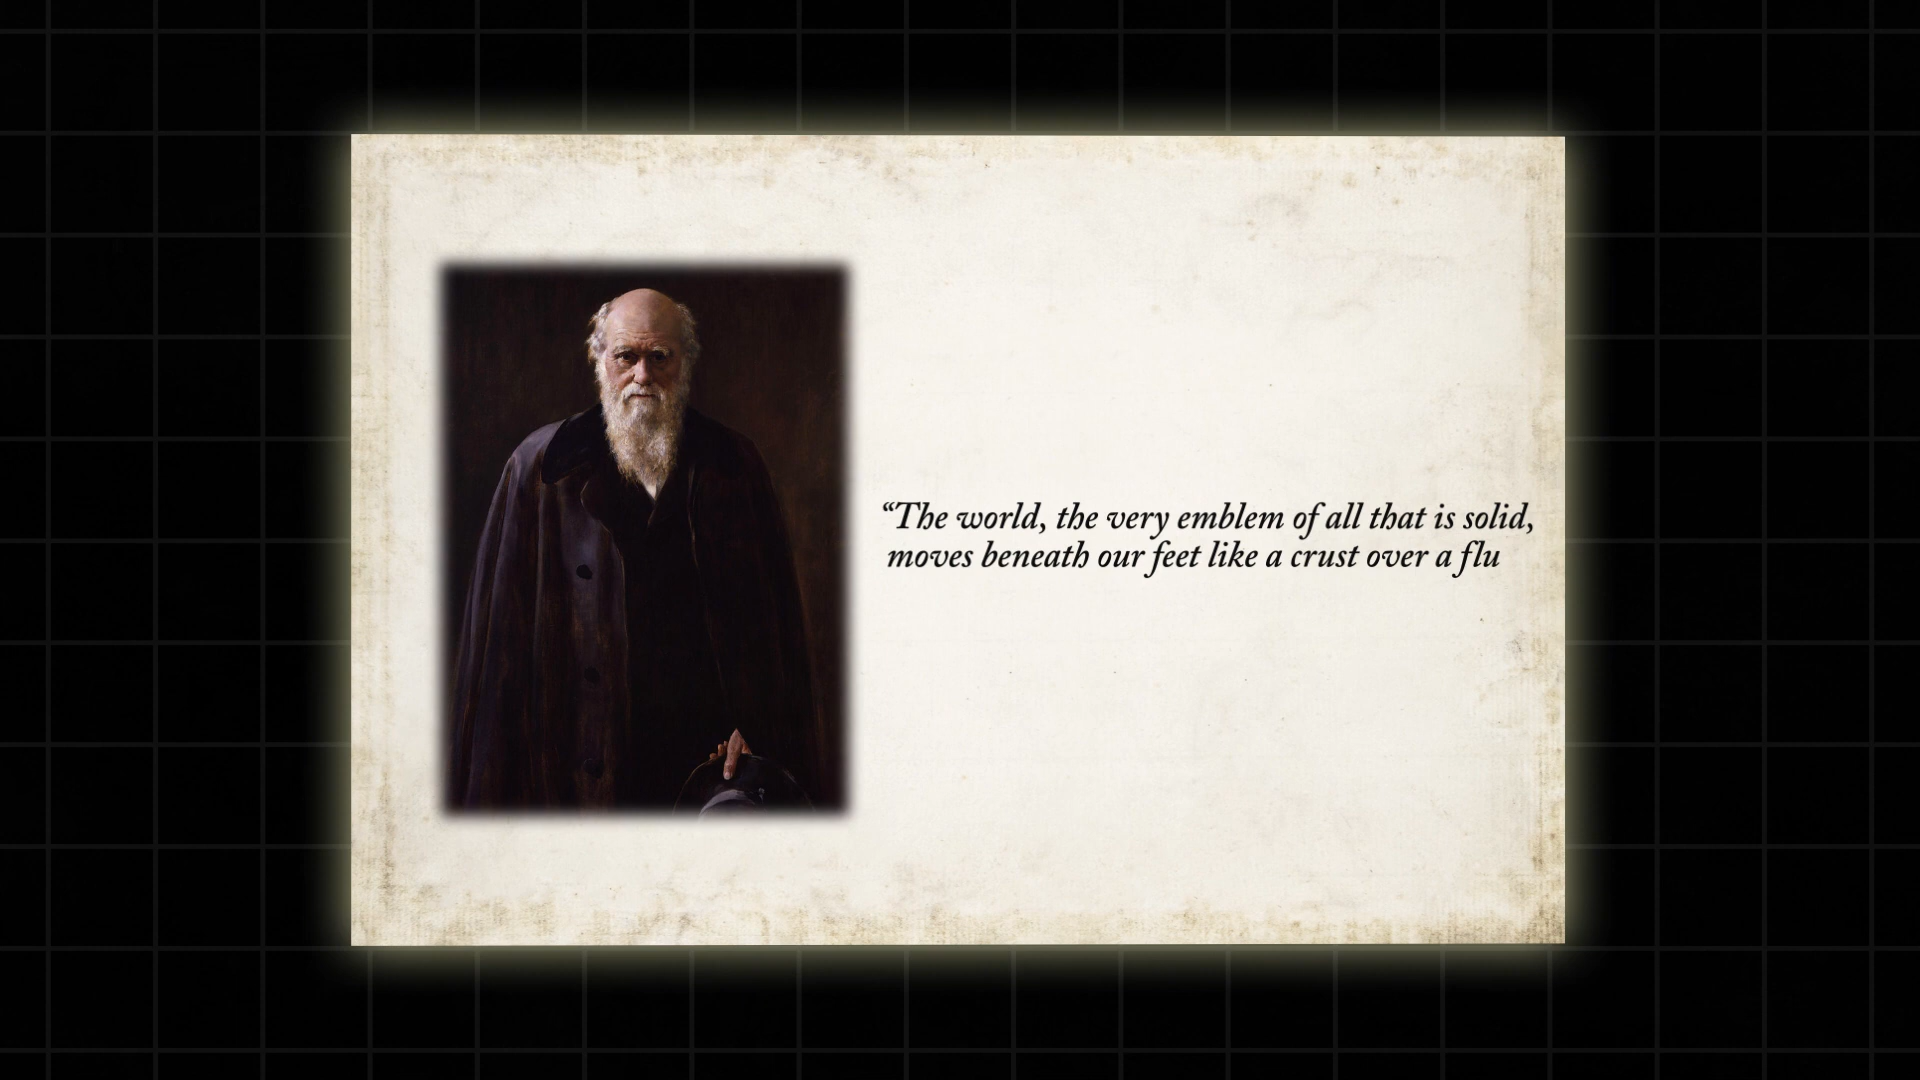 “The world, the very emblem of all that is solid,
moves beneath our feet like a crust over a flu